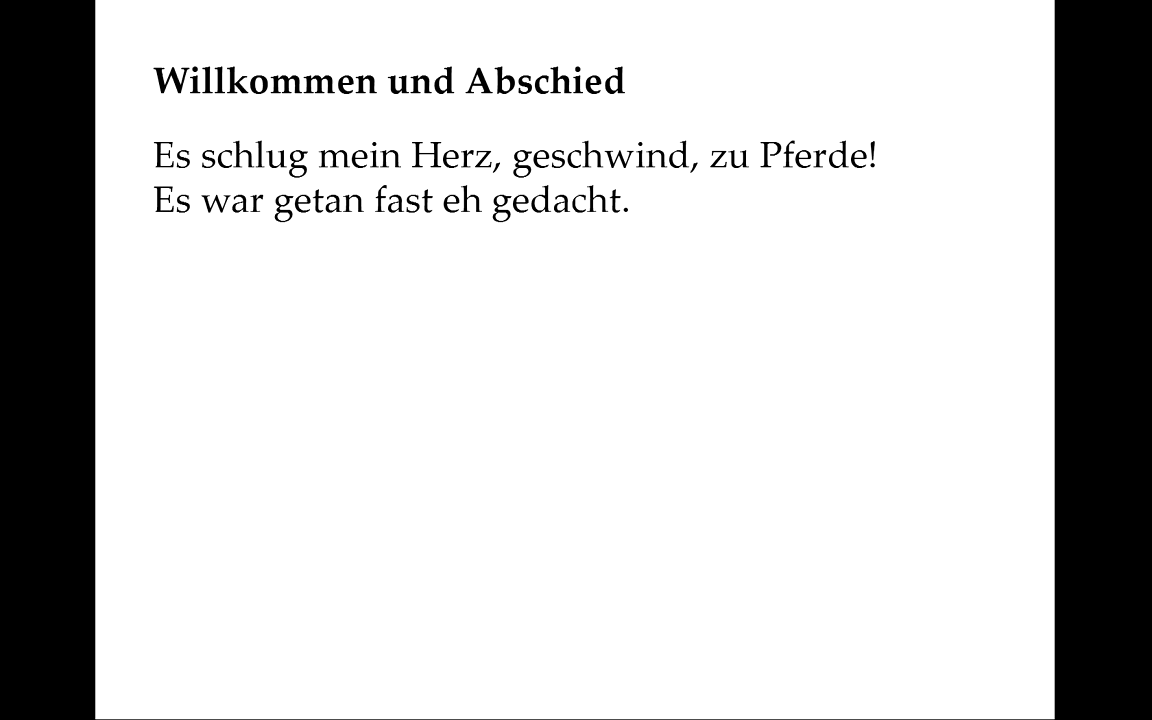 Willkommen und Abschied
Es schlug mein Herz, geschwind, zu Pferde!
Es war getan fast eh gedacht.